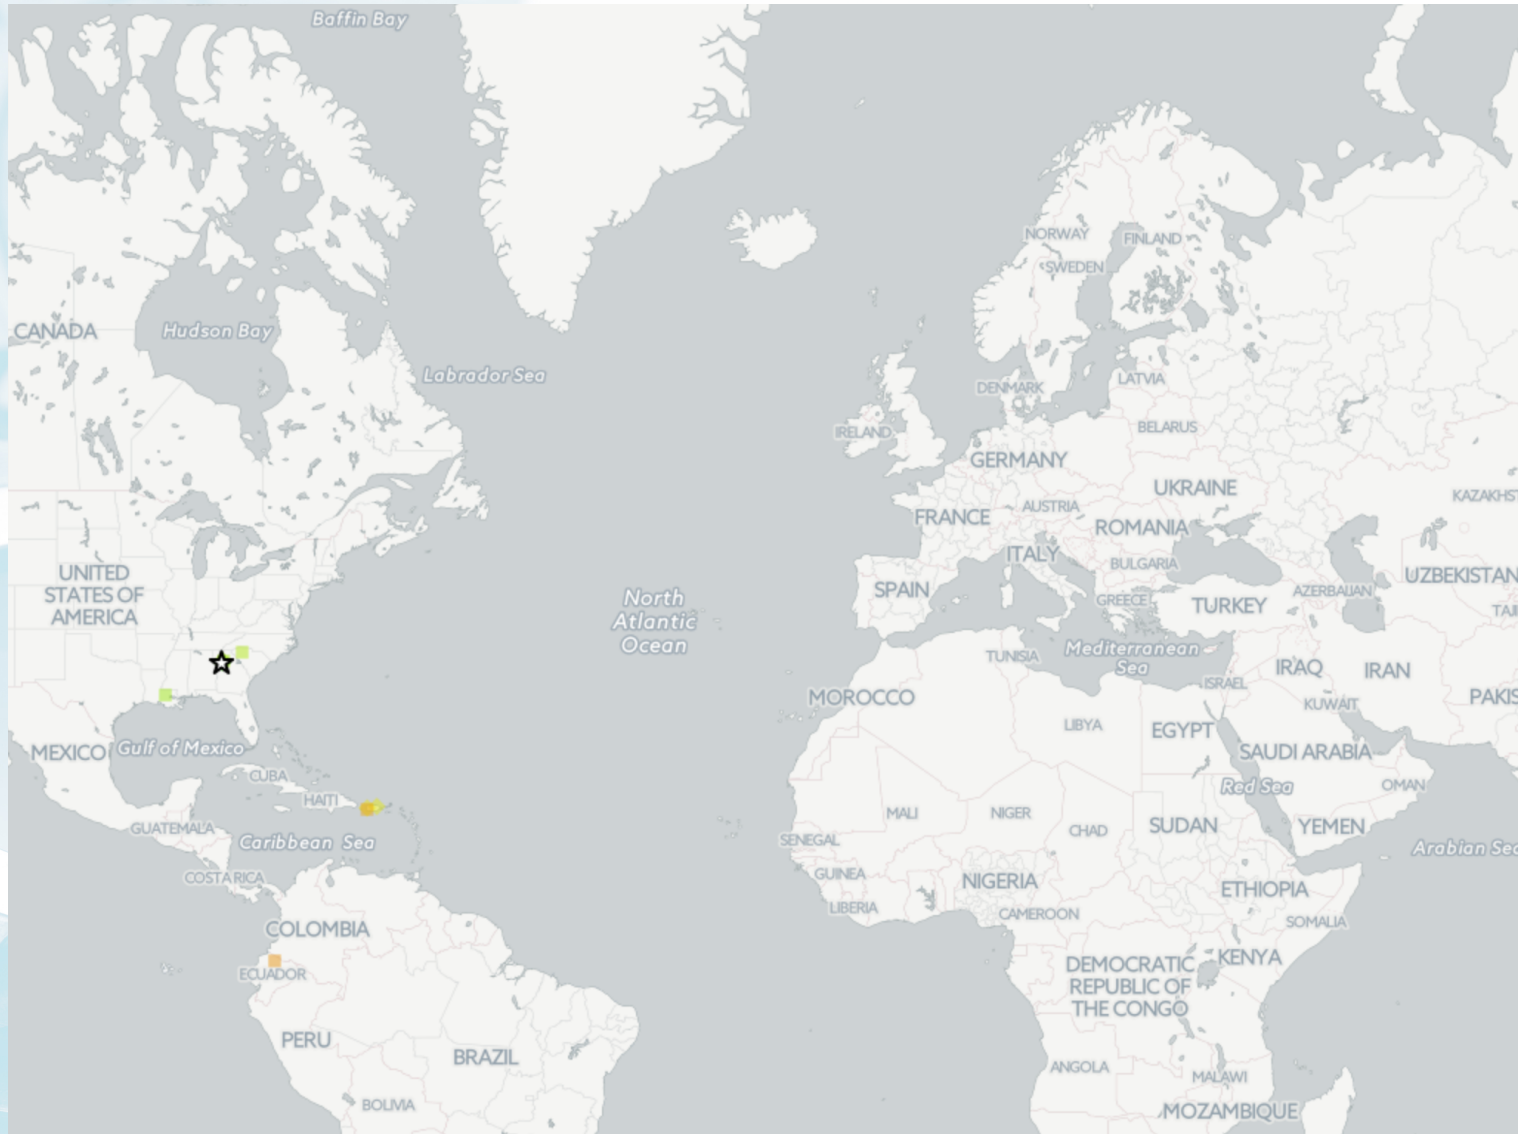 Baffin Bay
NORWAY
FINLAND
SWEDEN
CANADA
Hudson Bay
Labrador Sea
DENMARK
LATVIA
IRELAND
BELARUS
GERMANY
UKRAINE
KAZAKHST
AUSTRIA
FRANCE
ROMANIA
ITALY
BULGARIA
UNITED
STATES OF
AMERICA
SPAIN
UZBEKISTAN
AZERBAIJAN
GREECE
TURKEY
TAJI
North
Atlantic
Ocean
TUNISIA
Mediterranean
Sea
IRAQ
IRAN
ISRAEL
MOROCCO
KUWAIT
PAKIS
LIBYA
EGYPT
MEXICO
Gulf of Mexico
SAUDI ARABIA
CUBA
Red Sea
OMAN
HAITI
MALI
NIGER
GUATEMALA
CHAD
SUDAN
YEMEN
Caribbean Sea
SENEGAL
Arabian Sea
COSTA RICA
GUINEA
NIGERIA
ETHIOPIA
LIBERIA
CAMEROON
SOMALIA
COLOMBIA
KENYA
DEMOCRATIC
REPUBLIC OF
THE CONGO
ECUADOR
PERU
BRAZIL
ANGOLA
MALAWI
BOLIVIA
MOZAMBIQUE